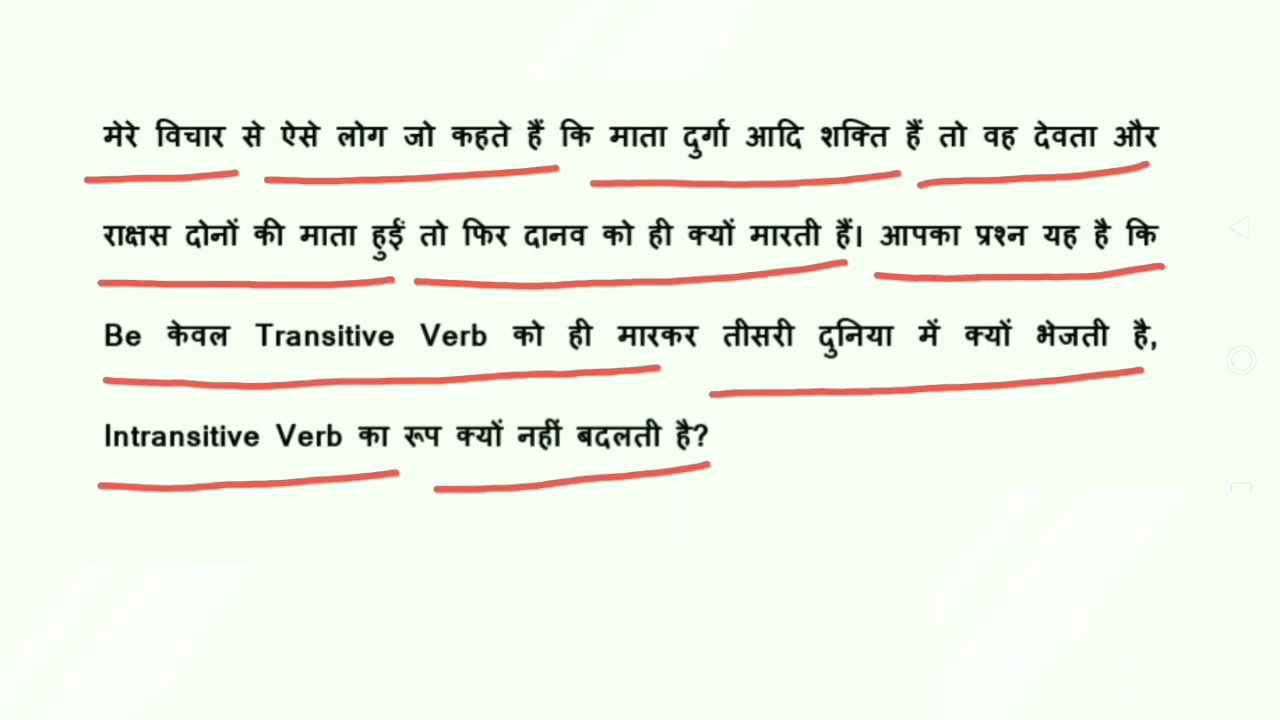 मेरे विचार से ऐसे लोग जो कहते हैं कि माता दुर्गा आदि शक्ति हैं तो वह देवता और
राक्षस दोनों की माता हुईं तो फिर दानव को ही क्यों मारती हैं। आपका प्रश्न यह है कि
Be केवल Transitive Verb को ही मारकर तीसरी दुनिया में क्यों भेजती है,
Intransitive Verb का रूप क्यों नहीं बदलती है?